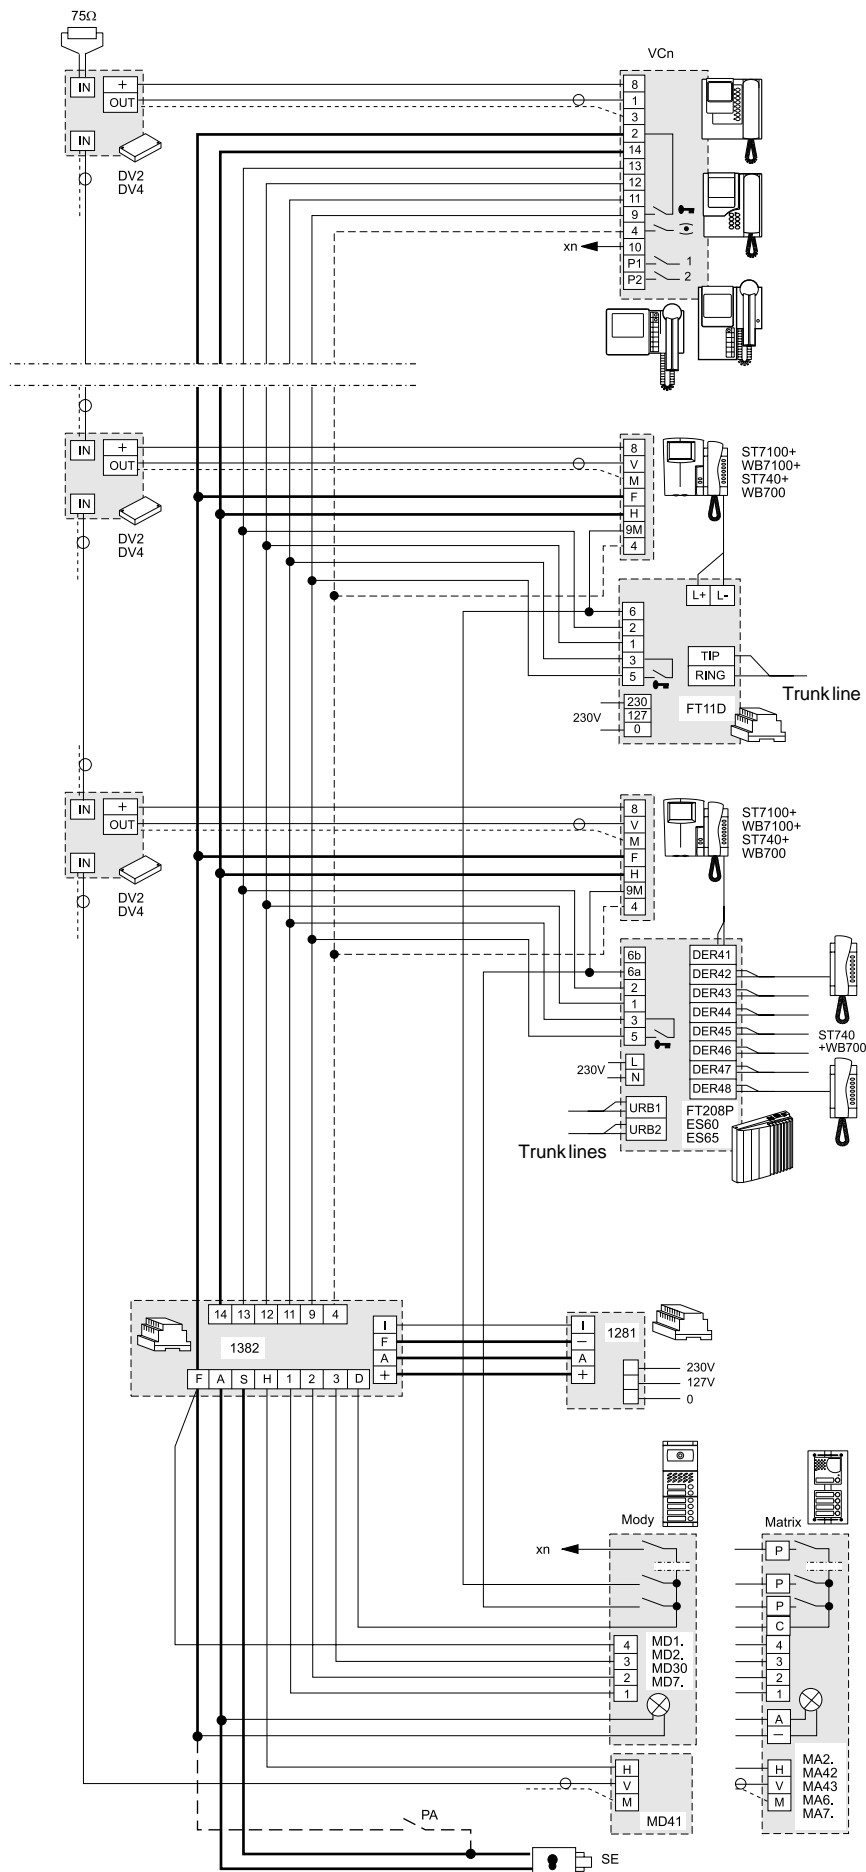 75Ω
VCn
IN
+
OUT
IN
DV2
DV4
8
1
3
2
14
13
12
11
9
4
10
P1
P2
1
2
xn
IN
+
OUT
IN
DV2
DV4
8
V
M
F
H
9M
4
ST7100+
WB7100+
ST740+
WB700
L+ L-
6
2
1
3
5
TIP
RING
Trunk line
230
127
0
230V
FT11D
IN
+
OUT
IN
DV2
DV4
8
V
M
F
H
9M
4
ST7100+
WB7100+
ST740+
WB700
6b
6a
2
1
3
5
DER41
DER42
DER43
DER44
DER45
DER46
DER47
DER48
ST740
+WB700
230V
L
N
URB1
URB2
FT208P
ES60
ES65
Trunk lines
14 13 12 11 9 4
1382
I
F
A
+
F A S H 1 2 3 D
I
–
A
+
1281
230V
127V
0
Mody
xn
4
3
2
1
MD1.
MD2.
MD30
MD7.
H
V
M
MD41
Matrix
P
P
P
C
4
3
2
1
A
–
H
V
M
MA2.
MA42
MA43
MA6.
MA7.
PA
SE